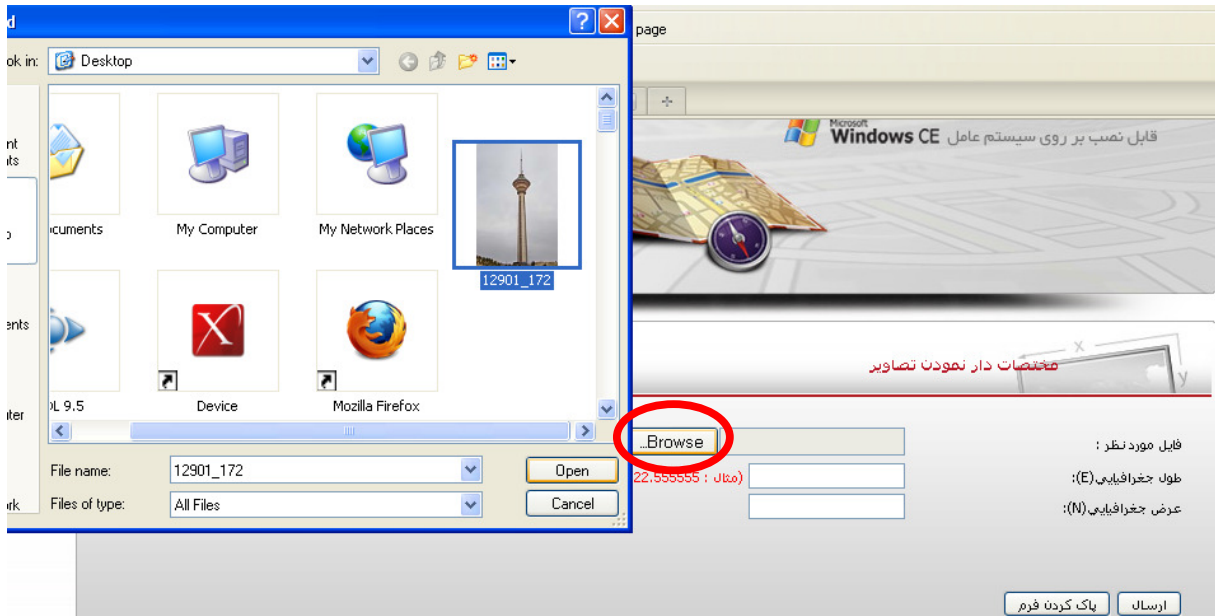 page
ok in:
Desktop
nt
ts
cuments
My Computer
My Network Places
12901_172
ents
OL 9.5
Device
Mozilla Firefox
ter
File name:
12901_172
Open
rk
Files of type:
All Files
Cancel
Microsoft
قابل نصب بر روی سیستم عامل Windows CE
مختصات دار نمودن تصاویر
x
y
فایل مورد نظر :
Browse...
طول جغرافیایی(E):
(مثال : 22.555555
عرض جغرافیایی(N):
ارسال
پاک کردن فرم